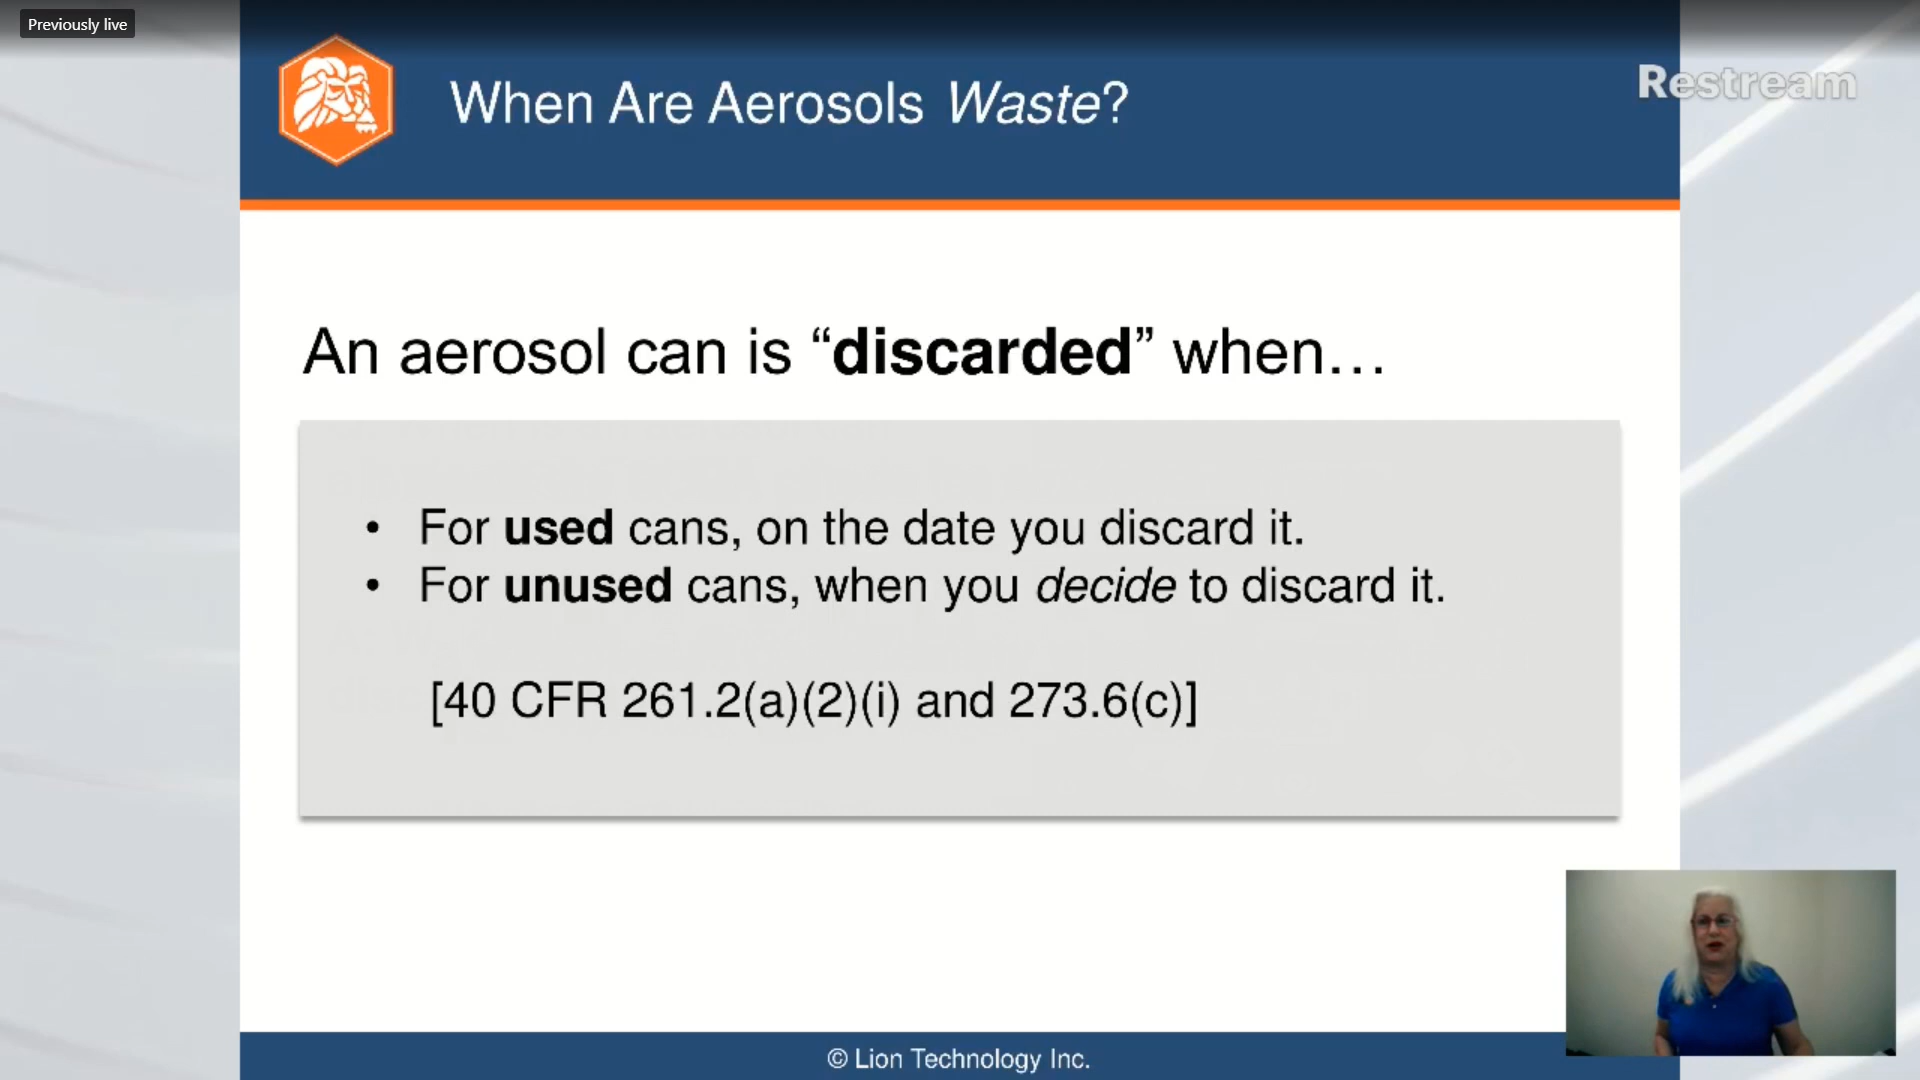 Previously live
When Are Aerosols Waste?
Restream
An aerosol can is “discarded” when…
• For used cans, on the date you discard it.
• For unused cans, when you decide to discard it.
[40 CFR 261.2(a)(2)(i) and 273.6(c)]
© Lion Technology Inc.